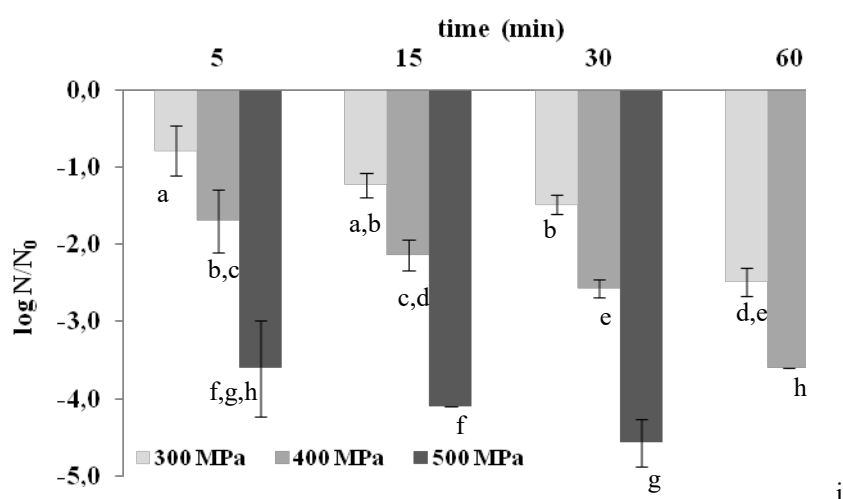 time (min)
5 15 30 60
0,0
-1,0
-2,0
-3,0
-4,0
-5,0
log N/N₀
a
b,c
f,g,h
a,b
c,d
f
b
e
g
d,e
h
300 MPa 400 MPa 500 MPa
i